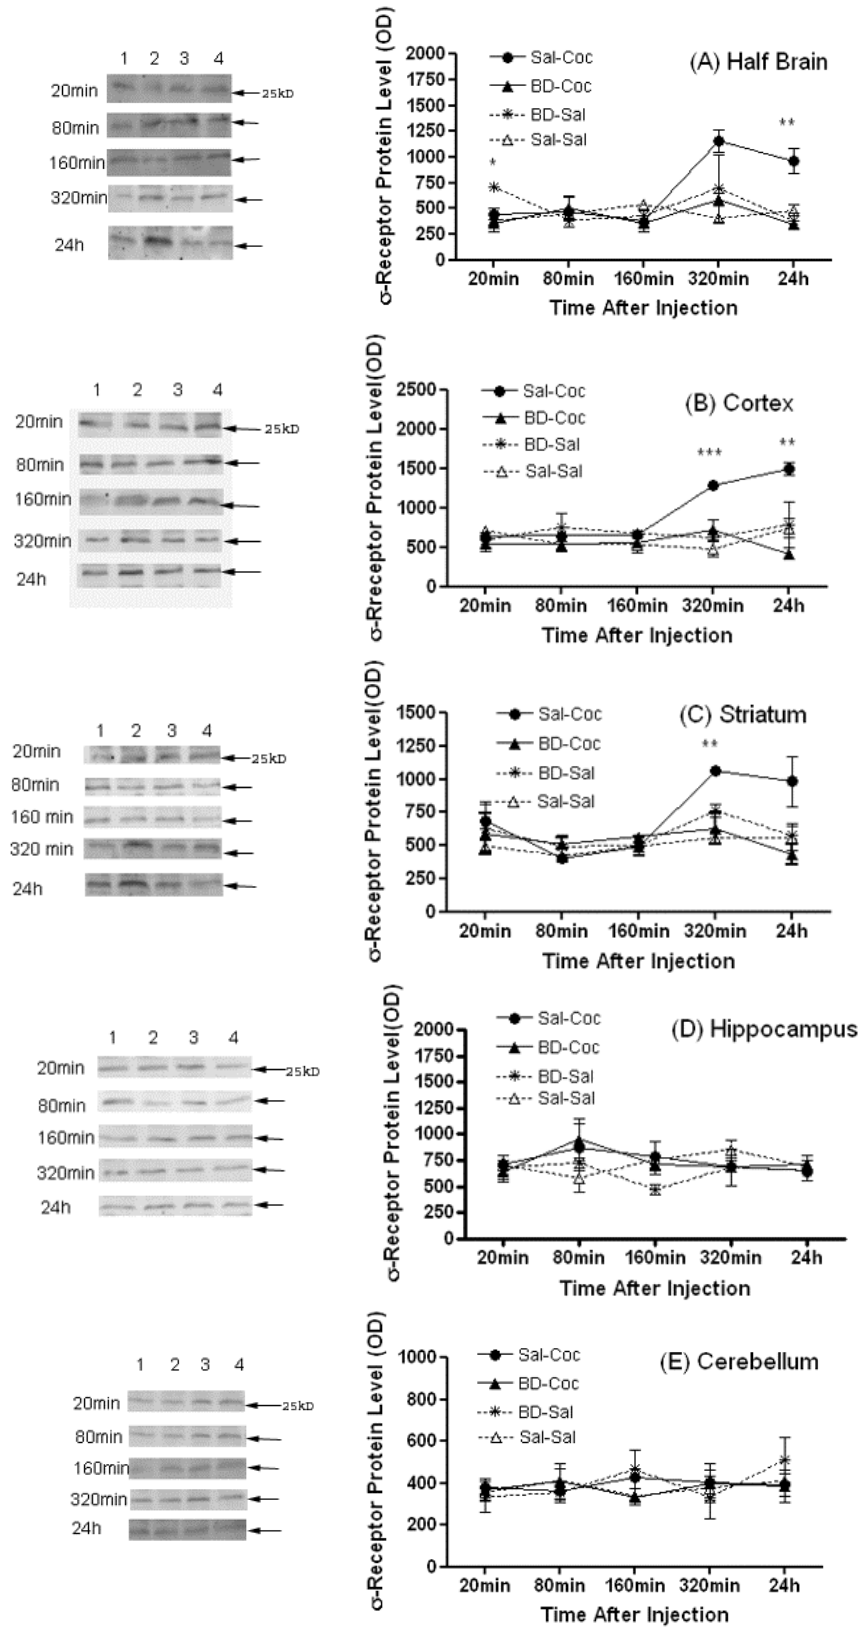 1 2 3 4
20min
25kD
80min
160min
320min
24h
σ-Receptor Protein Level (OD)
2000
1750
1500
1250
1000
750
500
250
0
Sal-Coc
BD-Coc
BD-Sal
Sal-Sal
(A) Half Brain
*
**
20min 80min 160min 320min 24h
Time After Injection
1 2 3 4
20min
25kD
80min
160min
320min
24h
σ-Rreceptor Protein Level(OD)
2500
2000
1500
1000
500
0
Sal-Coc
BD-Coc
BD-Sal
Sal-Sal
(B) Cortex
***
**
20min 80min 160min 320min 24h
Time After Injection
1 2 3 4
20min
25kD
80min
160 min
320 min
24h
σ-Receptor Protein Level(OD)
1500
1250
1000
750
500
250
0
Sal-Coc
BD-Coc
BD-Sal
Sal-Sal
(C) Striatum
**
20min 80min 160min 320min 24h
Time After Injection
1 2 3 4
20min
25kD
80min
160min
320min
24h
σ-Receptor Protein Level(OD)
2000
1750
1500
1250
1000
750
500
250
0
Sal-Coc
BD-Coc
BD-Sal
Sal-Sal
(D) Hippocampus
20min 80min 160min 320min 24h
Time After Injection
1 2 3 4
20min
25kD
80min
160min
320min
24h
σ-Receptor Protein Level (OD)
1000
800
600
400
200
0
Sal-Coc
BD-Coc
BD-Sal
Sal-Sal
(E) Cerebellum
20min 80min 160min 320min 24h
Time After Injection